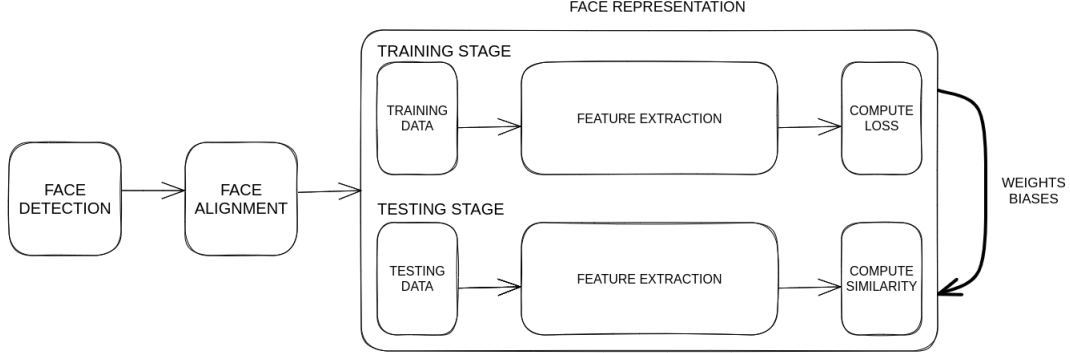 FACE REPRESENTATION
TRAINING STAGE
TRAINING
DATA
FEATURE EXTRACTION
COMPUTE
LOSS
FACE
DETECTION
FACE
ALIGNMENT
WEIGHTS
BIASES
TESTING STAGE
TESTING
DATA
FEATURE EXTRACTION
COMPUTE
SIMILARITY